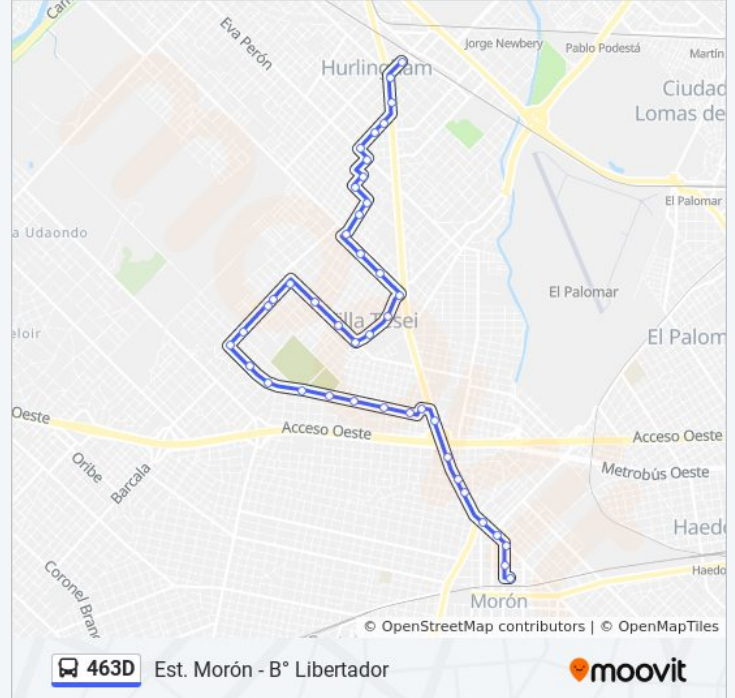 Eva Perón
Jorge Newbery
Pablo Podestá
Martín
Hurlingham
Ciudad
Lomas de
El Palomar
a Udaondo
El Palomar
Villa Tesei
eloir
El Palom
Oeste
Acceso Oeste
Acceso Oeste
Oribe
Barcala
Metrobús Oeste
Haed
Coronel Bran
Haedo
Morón
© OpenStreetMap contributors | © OpenMapTiles
463D Est. Morón - B° Libertador
moovit